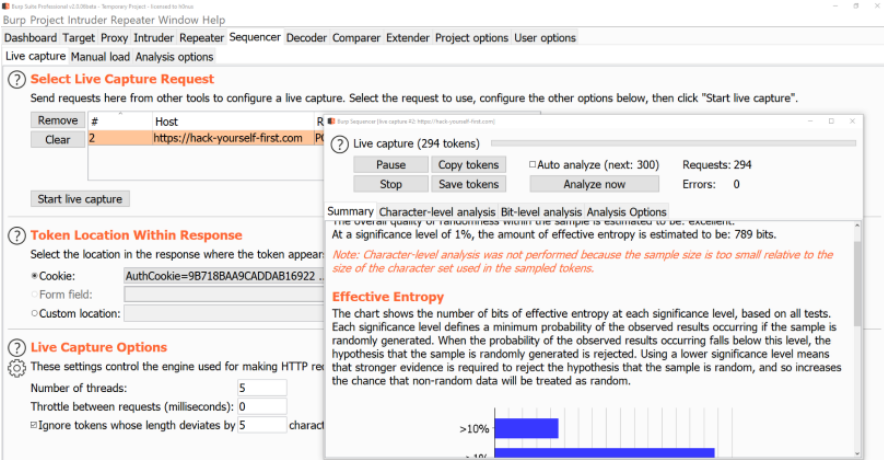 Burp Suite Professional v2.0.08beta - Temporary Project - licensed to h0nus
Burp Project Intruder Repeater Window Help
Dashboard Target Proxy Intruder Repeater Sequencer Decoder Comparer Extender Project options User options
Live capture Manual load Analysis options
Select Live Capture Request
Send requests here from other tools to configure a live capture. Select the request to use, configure the other options below, then click "Start live capture".
Remove
Clear
# Host R
2 https://hack-yourself-first.com PO
Start live capture
Token Location Within Response
Select the location in the response where the token appear
Cookie: AuthCookie=9B718BAA9CADDAB16922 ...
Form field:
Custom location:
Live Capture Options
These settings control the engine used for making HTTP re
Number of threads: 5
Throttle between requests (milliseconds): 0
Ignore tokens whose length deviates by 5 charact
Burp Sequencer [live capture #2: https://hack-yourself-first.com]
Live capture (294 tokens)
Pause Copy tokens Auto analyze (next: 300) Requests: 294
Stop Save tokens Analyze now Errors: 0
Summary Character-level analysis Bit-level analysis Analysis Options
The overall quality of randomness within the sample is estimated to be: excellent.
At a significance level of 1%, the amount of effective entropy is estimated to be: 789 bits.
Note: Character-level analysis was not performed because the sample size is too small relative to the
size of the character set used in the sampled tokens.
Effective Entropy
The chart shows the number of bits of effective entropy at each significance level, based on all tests.
Each significance level defines a minimum probability of the observed results occurring if the sample is
randomly generated. When the probability of the observed results occurring falls below this level, the
hypothesis that the sample is randomly generated is rejected. Using a lower significance level means
that stronger evidence is required to reject the hypothesis that the sample is random, and so increases
the chance that non-random data will be treated as random.
>10%
>1%